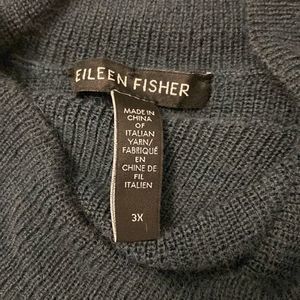 EILEEN FISHER
MADE IN
CHINA
OF
ITALIAN
YARN/
FABRIQUÉ
EN
CHINE DE
FIL
ITALIEN
3X